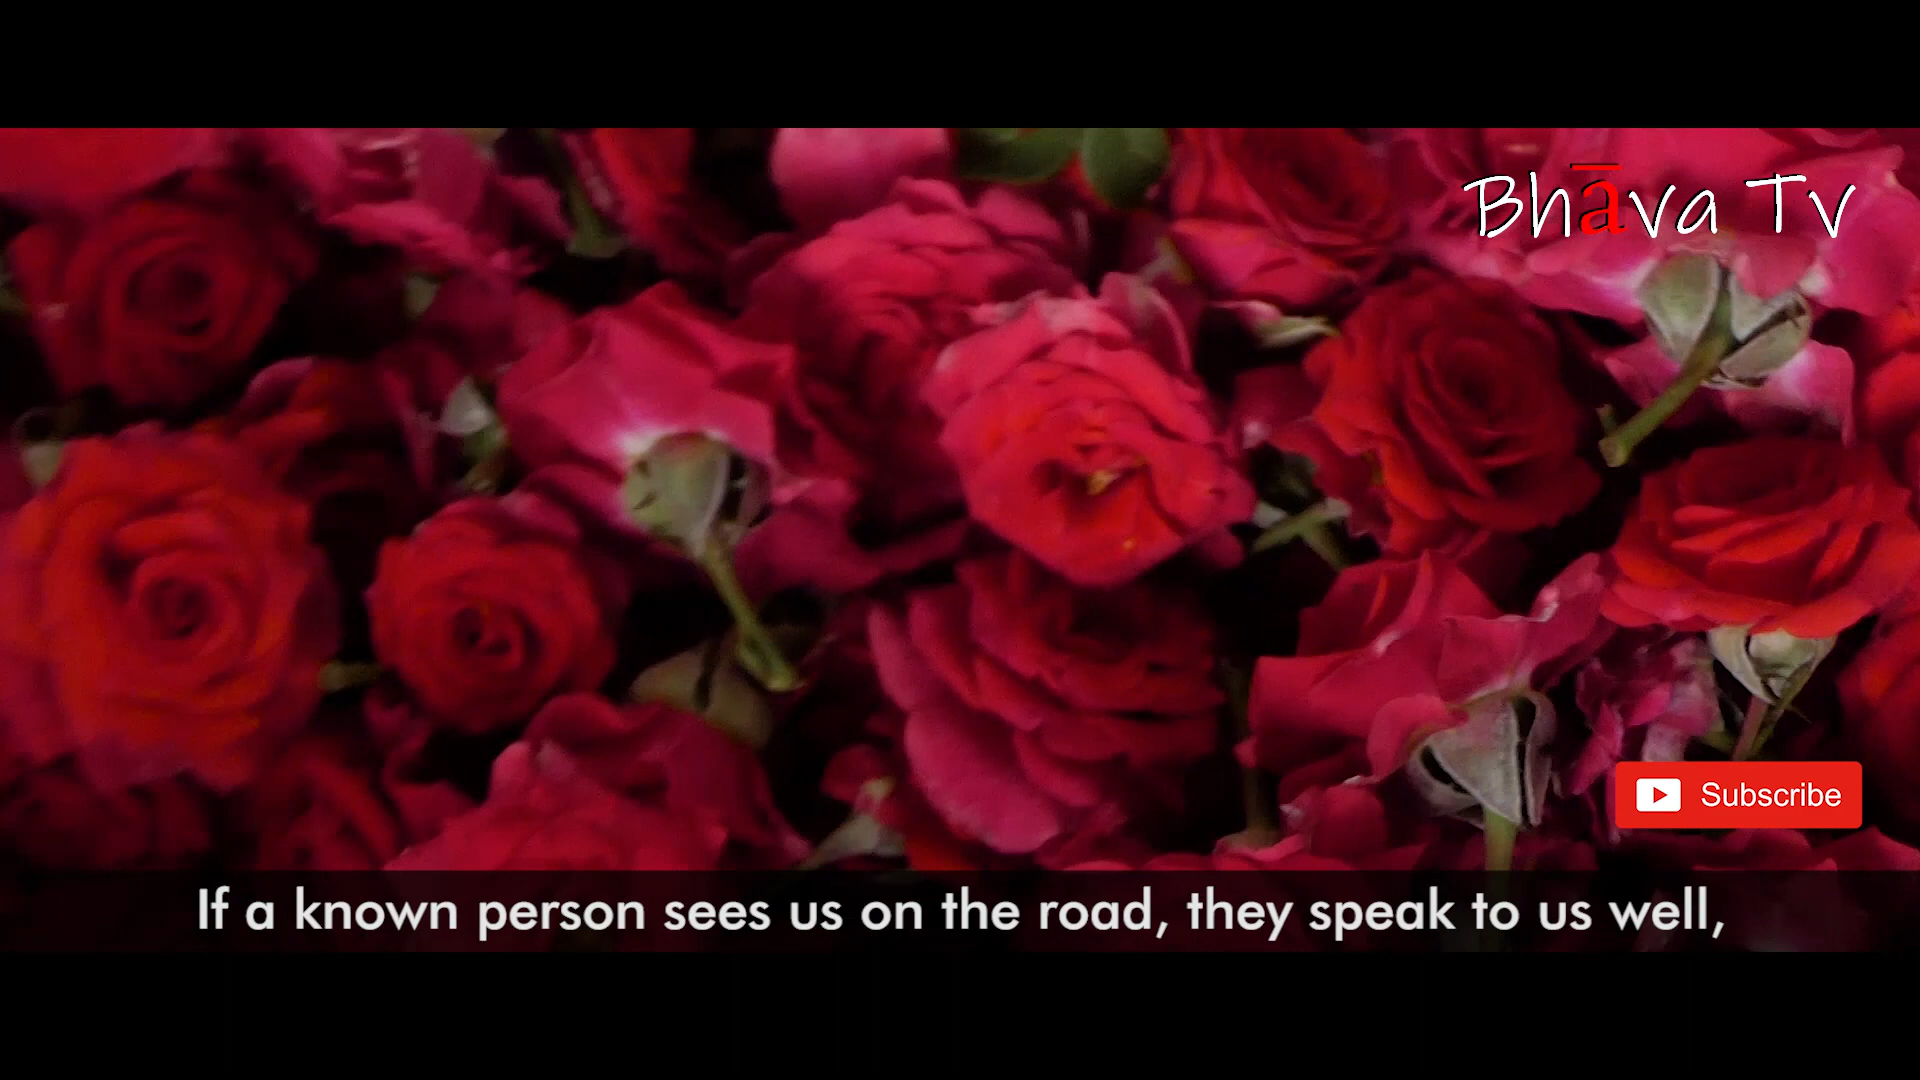 Bhāva Tv
Subscribe
If a known person sees us on the road, they speak to us well,